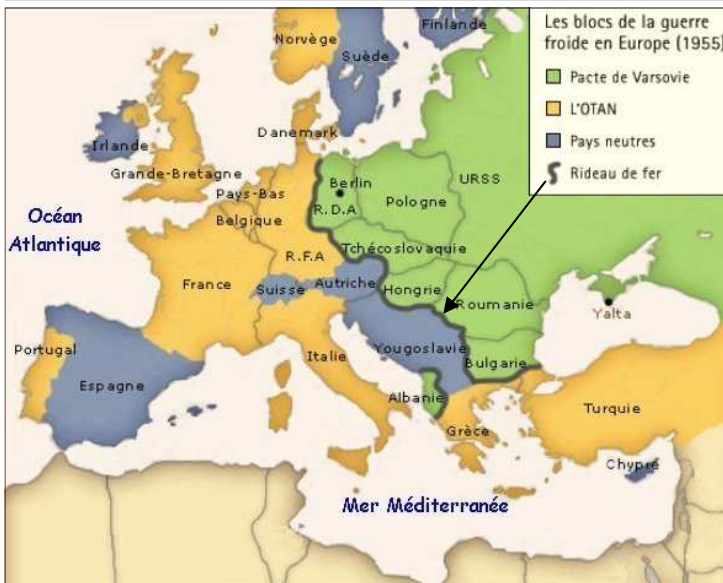 Les blocs de la guerre
froide en Europe (1955)
Pacte de Varsovie
L'OTAN
Pays neutres
Rideau de fer
Finlande
Norvège
Suède
Danemark
Irlande
Grande-Bretagne
Pays-Bas
Belgique
Berlin
R.D.A
Pologne
URSS
Océan
Atlantique
R.F.A
Tchécoslovaquie
France
Suisse
Autriche
Hongrie
Roumanie
Yalta
Portugal
Espagne
Italie
Yougoslavie
Bulgarie
Albanie
Grèce
Turquie
Chypré
Mer Méditerranée